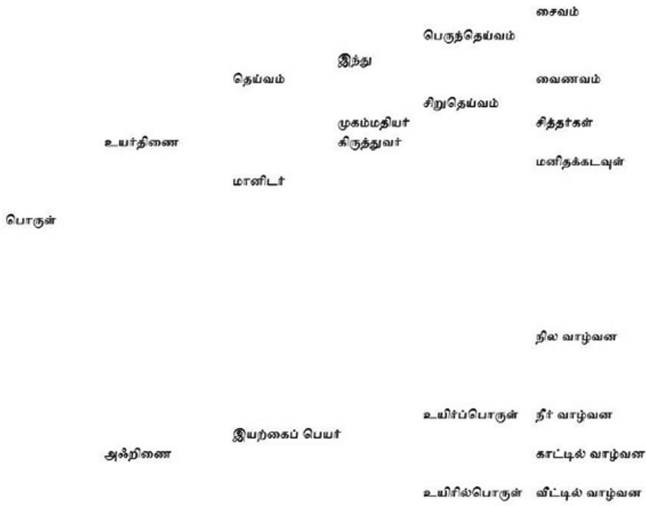 சைவம்
பெருந்தெய்வம்
இந்து
தெய்வம்
வைணவம்
சிறுதெய்வம்
முகம்மதியர்
சித்தர்கள்
உயர்திணை
கிருத்துவர்
மனிதக்கடவுள்
மானிடர்
பொருள்
நில வாழ்வன
உயிர்ப்பொருள்
நீர் வாழ்வன
இயற்கைப் பெயர்
அஃறிணை
காட்டில் வாழ்வன
உயிரில்பொருள்
வீட்டில் வாழ்வன